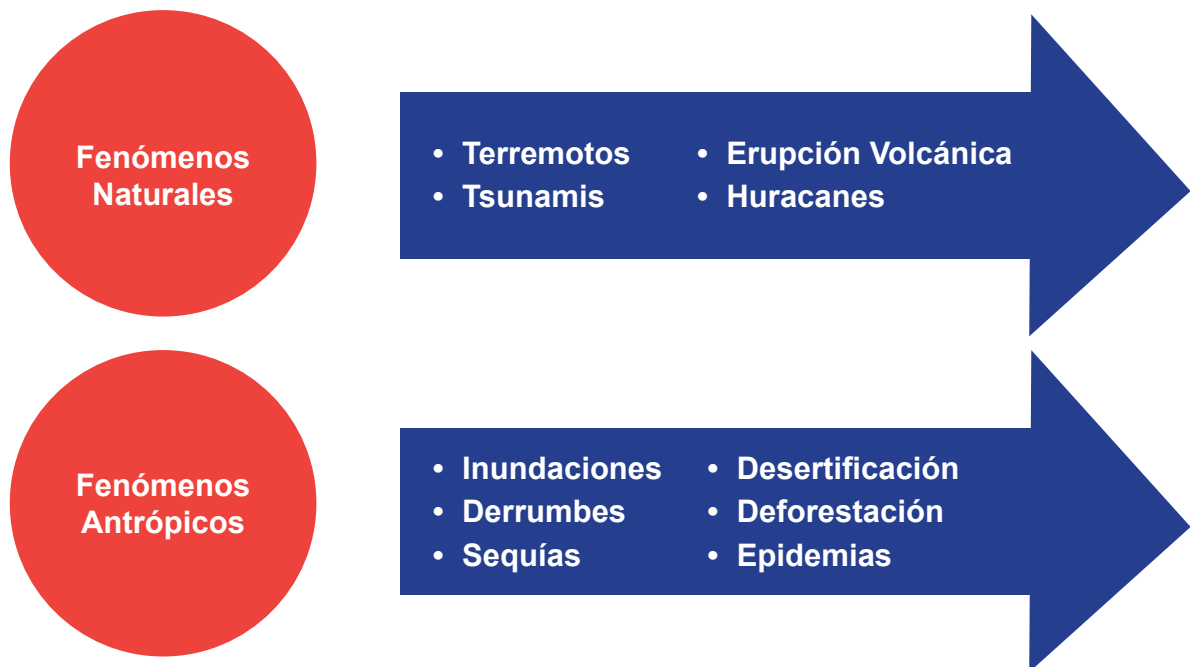 Fenómenos
Naturales
• Terremotos
• Tsunamis
• Erupción Volcánica
• Huracanes
Fenómenos
Antrópicos
• Inundaciones
• Derrumbes
• Sequías
• Desertificación
• Deforestación
• Epidemias